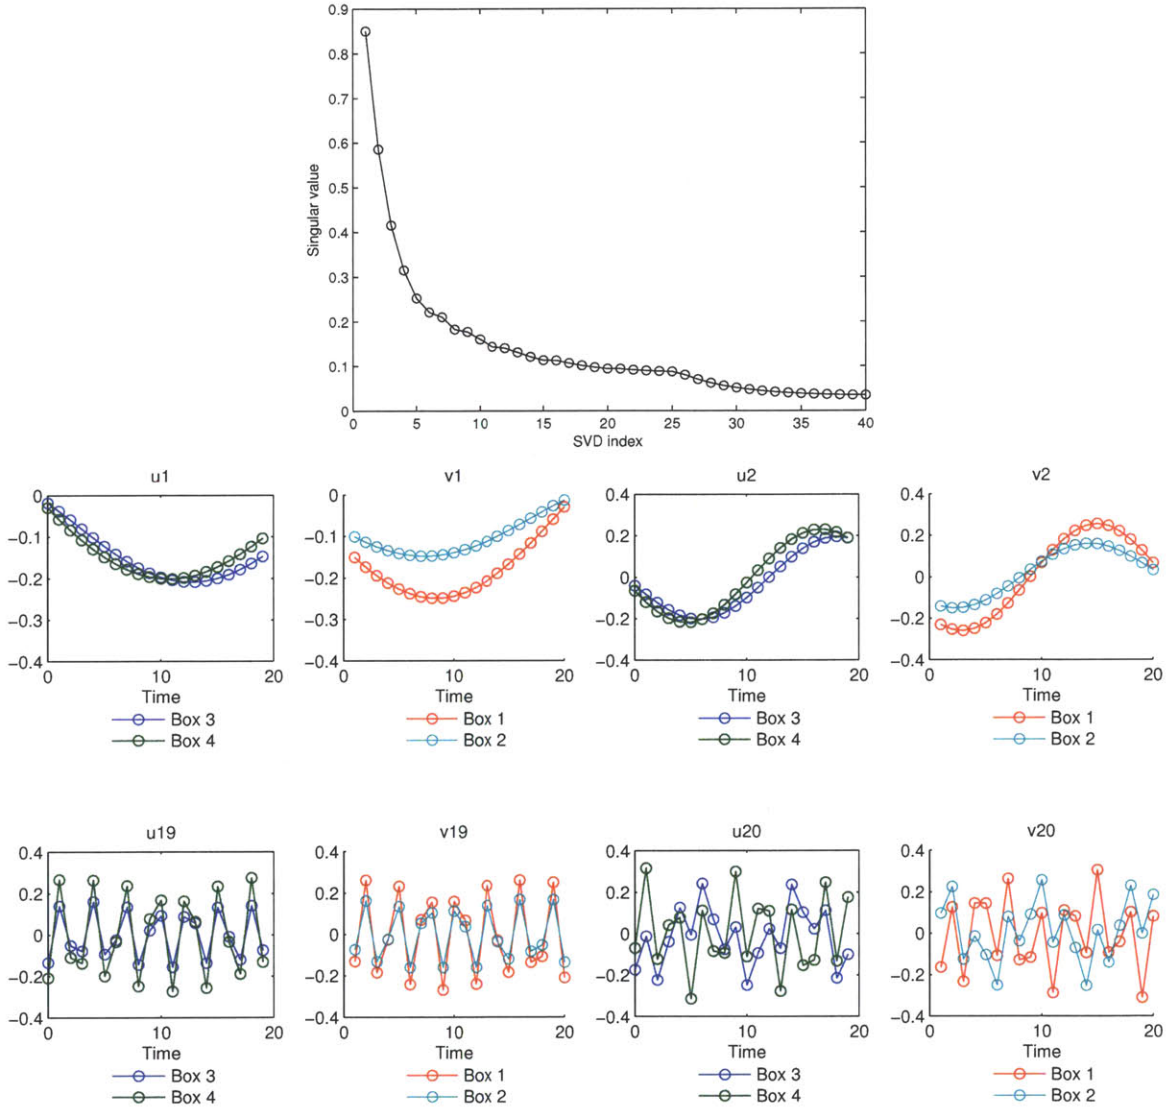 0.9
0.8
0.7
0.6
0.5
0.4
0.3
0.2
0.1
0
Singular value
0 5 10 15 20 25 30 35 40
SVD index
u1 v1 u2 v2
0 0 0.4 0.4
−0.1 −0.1 0.2 0.2
−0.2 −0.2 0 0
−0.3 −0.3 −0.2 −0.2
−0.4 −0.4 −0.4 −0.4
0 10 20 0 10 20 0 10 20 0 10 20
Time Time Time Time
Box 3 Box 1 Box 3 Box 1
Box 4 Box 2 Box 4 Box 2
u19 v19 u20 v20
0.4 0.4 0.4 0.4
0.2 0.2 0.2 0.2
0 0 0 0
−0.2 −0.2 −0.2 −0.2
−0.4 −0.4 −0.4 −0.4
0 10 20 0 10 20 0 10 20 0 10 20
Time Time Time Time
Box 3 Box 1 Box 3 Box 1
Box 4 Box 2 Box 4 Box 2